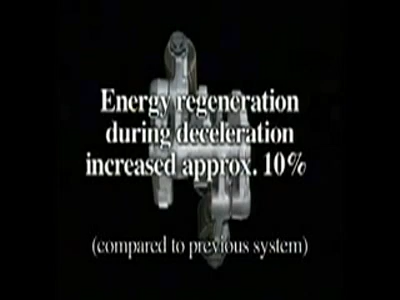 Energy regeneration
during deceleration
increased approx. 10%
(compared to previous system)